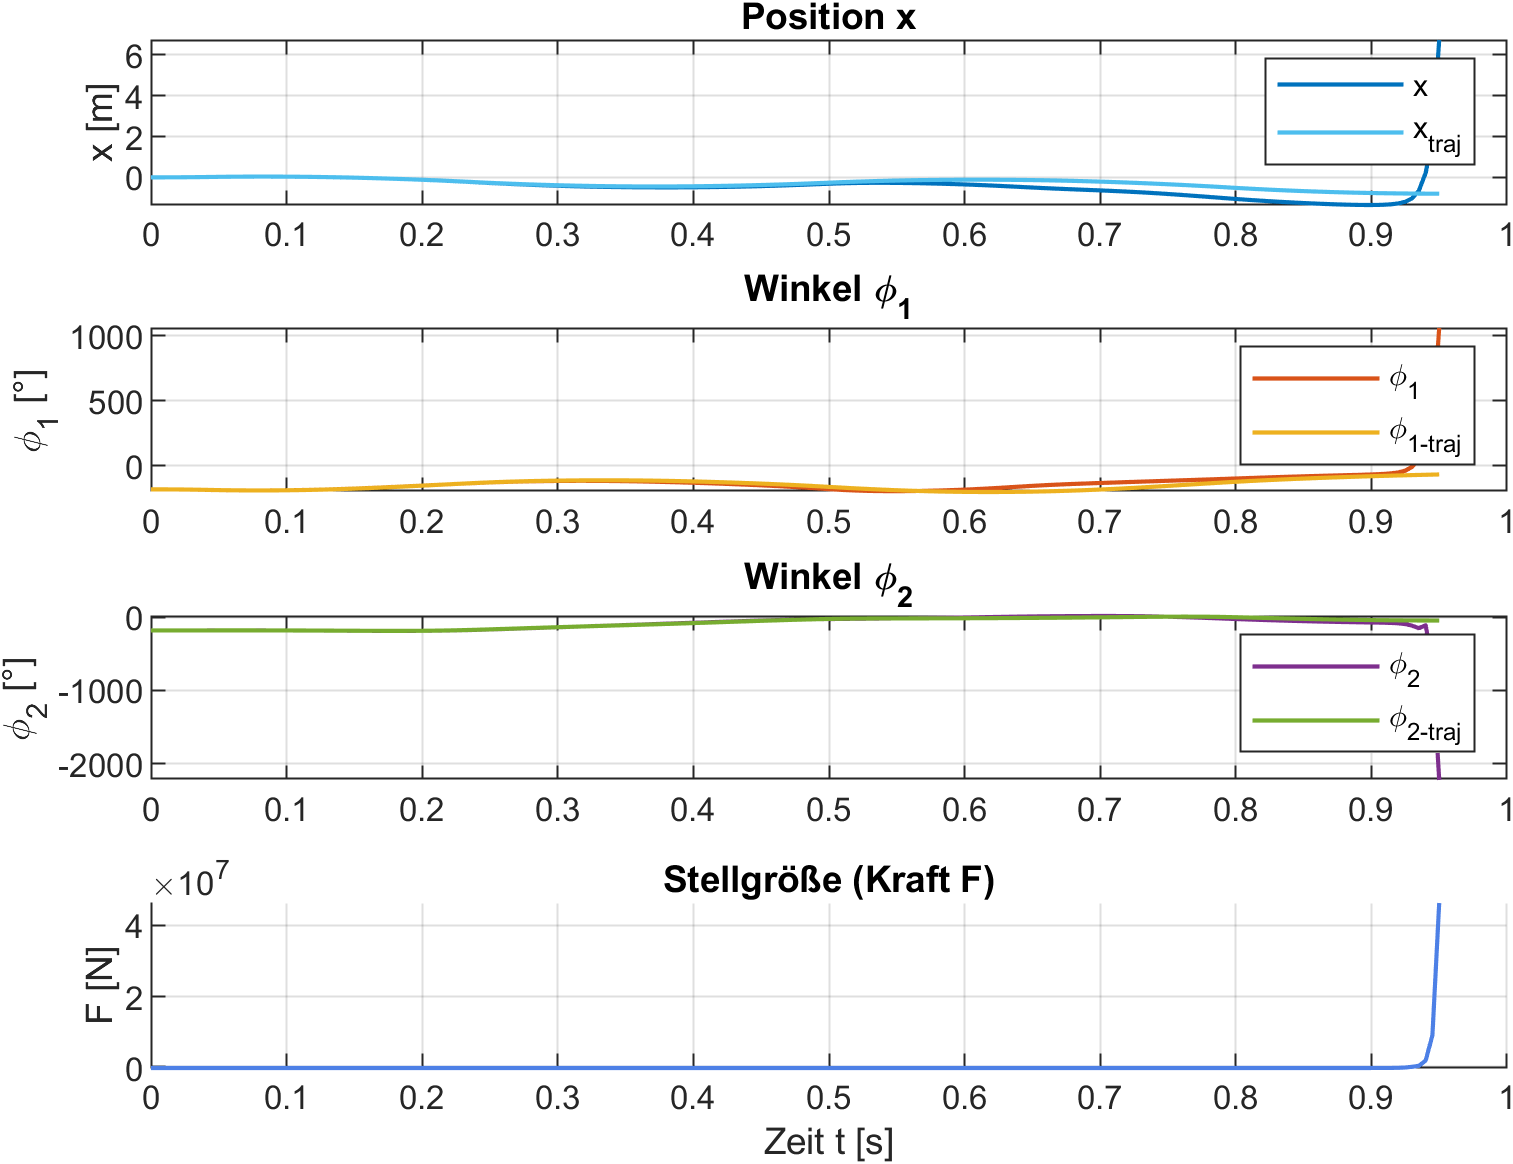 Position x
x [m]
6
4
2
0
x
x_traj
0 0.1 0.2 0.3 0.4 0.5 0.6 0.7 0.8 0.9 1
Winkel ϕ_1
ϕ_1 [°]
1000
500
0
ϕ_1
ϕ_1-traj
0 0.1 0.2 0.3 0.4 0.5 0.6 0.7 0.8 0.9 1
Winkel ϕ_2
ϕ_2 [°]
0
-1000
-2000
ϕ_2
ϕ_2-traj
0 0.1 0.2 0.3 0.4 0.5 0.6 0.7 0.8 0.9 1
Stellgröße (Kraft F)
×10^7
F [N]
4
2
0
0 0.1 0.2 0.3 0.4 0.5 0.6 0.7 0.8 0.9 1
Zeit t [s]